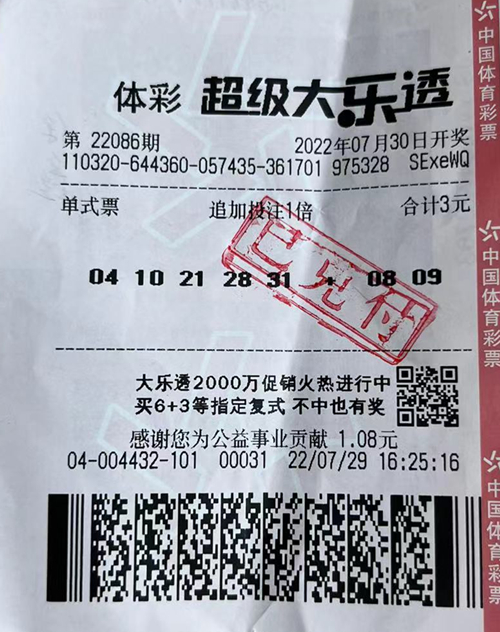 体彩 超级大乐透
第 22086期 2022年07月30日开奖
110320-644360-057435-361701 975328 SExeWQ
单式票 追加投注1倍 合计3元
已兑付
04 10 21 28 31 + 08 09
大乐透2000万促销火热进行中
买6+3等指定复式 不中也有奖
感谢您为公益事业贡献 1.08元
04-004432-101 00031 22/07/29 16:25:16
中国体育彩票
中国体育彩票
中国体育彩票